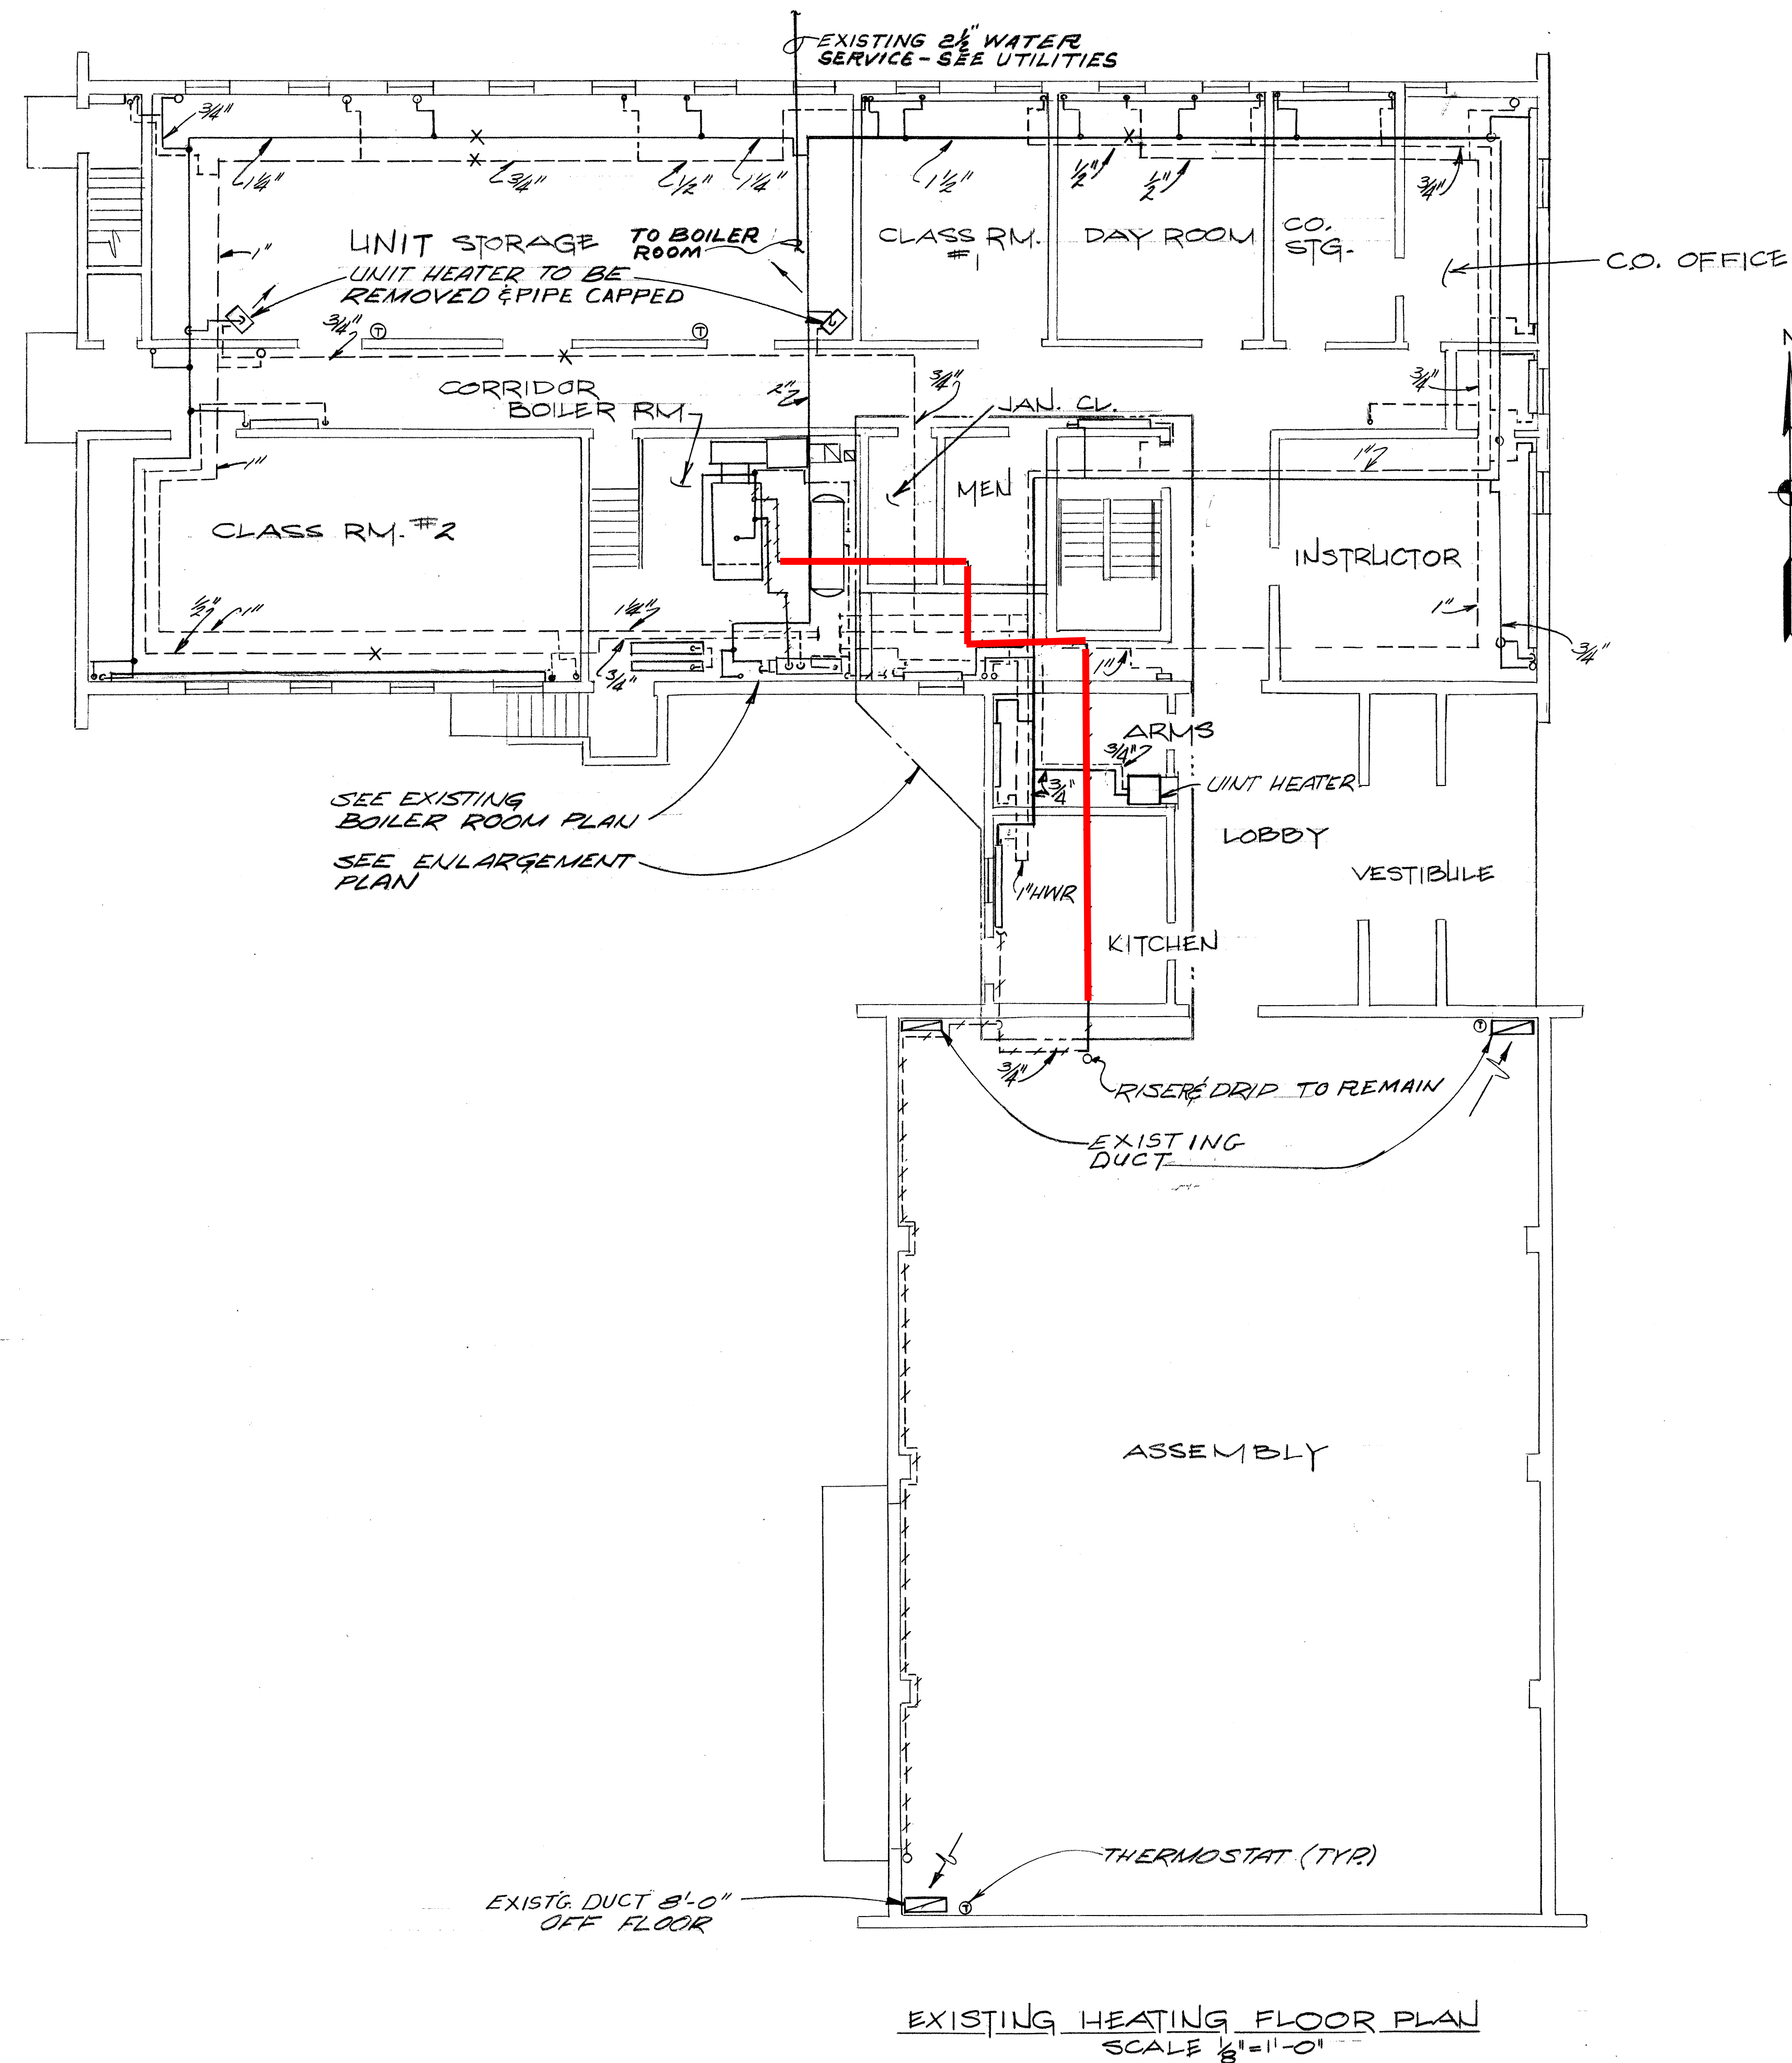 EXISTING 2½" WATER
SERVICE - SEE UTILITIES
3/4"
1¼"
3/4"
1/2"
1¼"
1½"
1/2"
1/2"
3/4"
UNIT STORAGE
TO BOILER
ROOM
CLASS RM.
#1
DAY ROOM
CO.
STG.
C.O. OFFICE
1"
UNIT HEATER TO BE
REMOVED & PIPE CAPPED
3/4"
T
T
N
CORRIDOR
BOILER RM
2"
3/4"
JAN. CL.
3/4"
1"
MEN
1"
CLASS RM. #2
INSTRUCTOR
1/2"
1"
1¼"
1"
3/4"
3/4"
1"
ARMS
3/4"
3/4"
UINT HEATER
SEE EXISTING
BOILER ROOM PLAN
LOBBY
SEE ENLARGEMENT
PLAN
VESTIBULE
1" HWR
KITCHEN
T
3/4"
RISER & DRIP TO REMAIN
EXISTING
DUCT
ASSEMBLY
THERMOSTAT (TYP.)
EXIST'G. DUCT 8'-0"
OFF FLOOR
T
EXISTING HEATING FLOOR PLAN
SCALE 1/8"=1'-0"